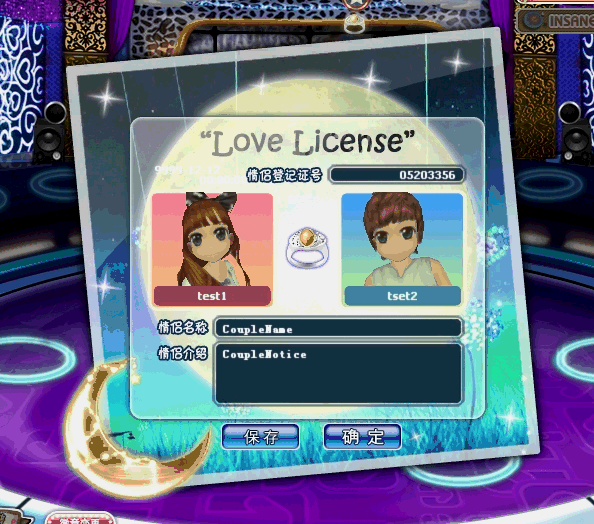 INSANE
“Love License”
情侣登记证号 05203356
test1
tset2
情侣名称 CoupleName
情侣介绍 CoupleNotice
保存 确定